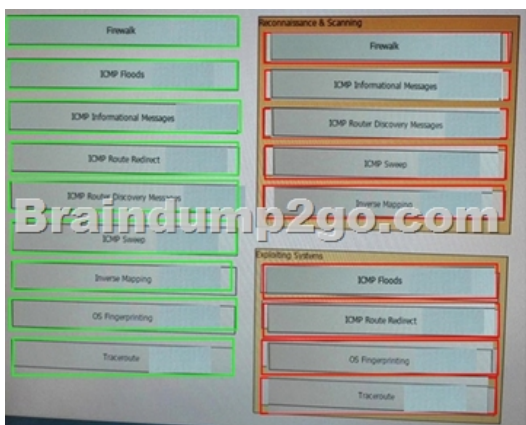 Firewalk
ICMP Floods
ICMP Informational Messages
ICMP Route Redirect
ICMP Router Discovery Messages
ICMP Sweep
Inverse Mapping
OS Fingerprinting
Traceroute
Reconnaissance & Scanning
Firewalk
ICMP Informational Messages
ICMP Router Discovery Messages
ICMP Sweep
Inverse Mapping
Exploiting Systems
ICMP Floods
ICMP Route Redirect
OS Fingerprinting
Traceroute
Braindump2go.com